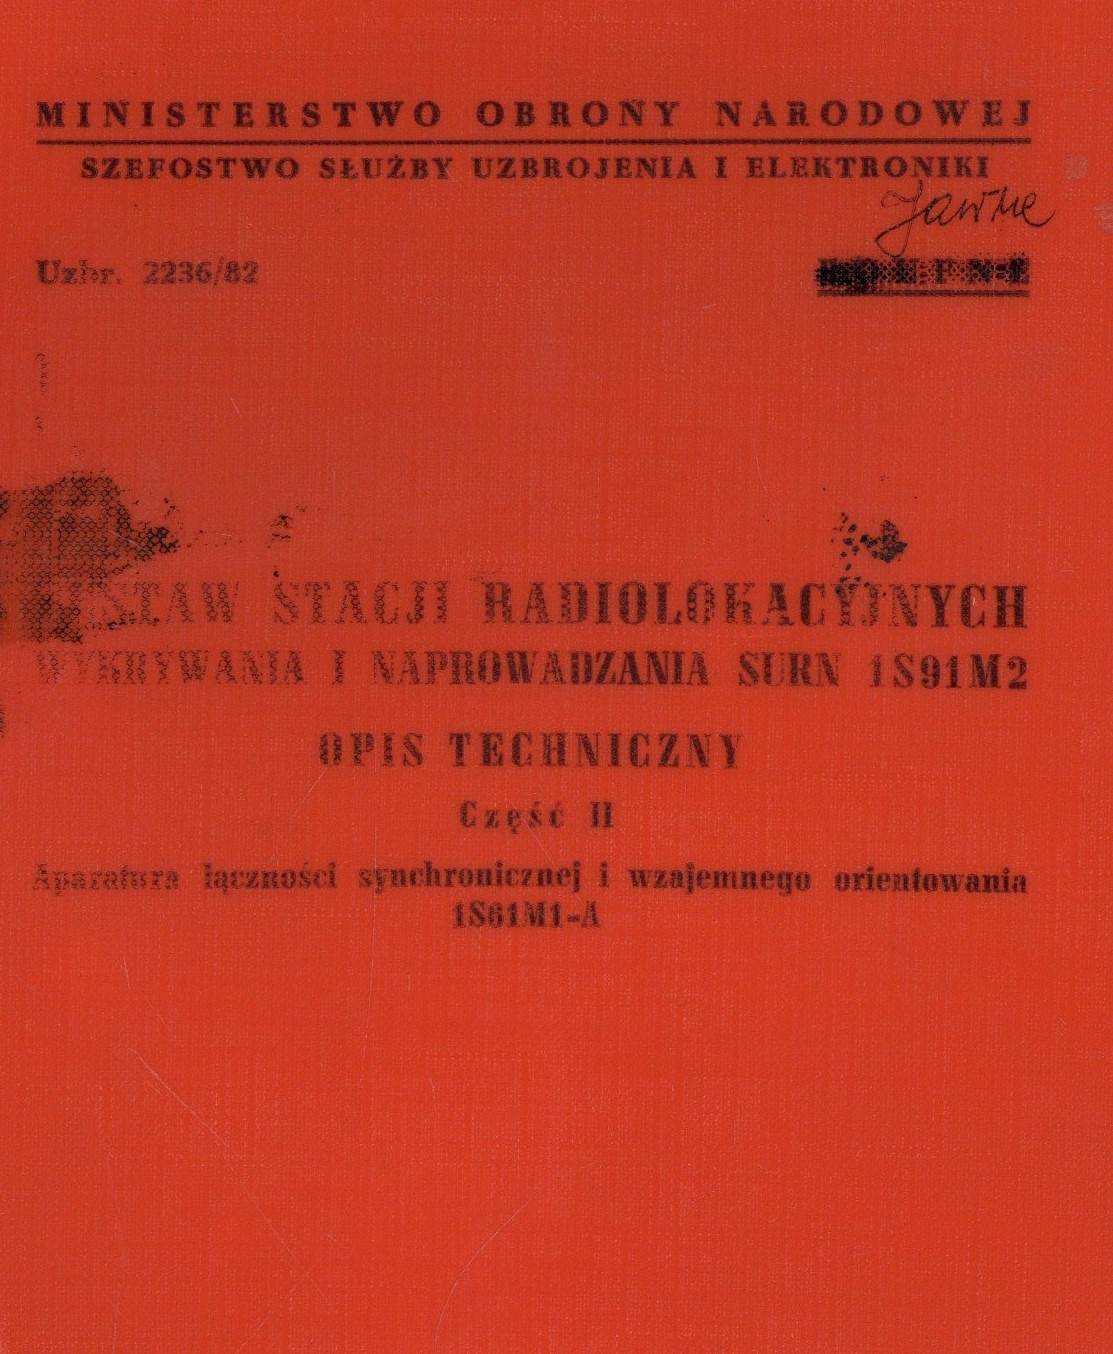 MINISTERSTWO OBRONY NARODOWEJ
SZEFOSTWO SŁUŻBY UZBROJENIA I ELEKTRONIKI
Jawne
Uzbr. 2236/82
STACJI RADIOLOKACYJNYCH
WYKRYWANIA I NAPROWADZANIA SURN 1S91M2
OPIS TECHNICZNY
Część II
Aparatura łączności synchronicznej i wzajemnego orientowania
1S61M1-A